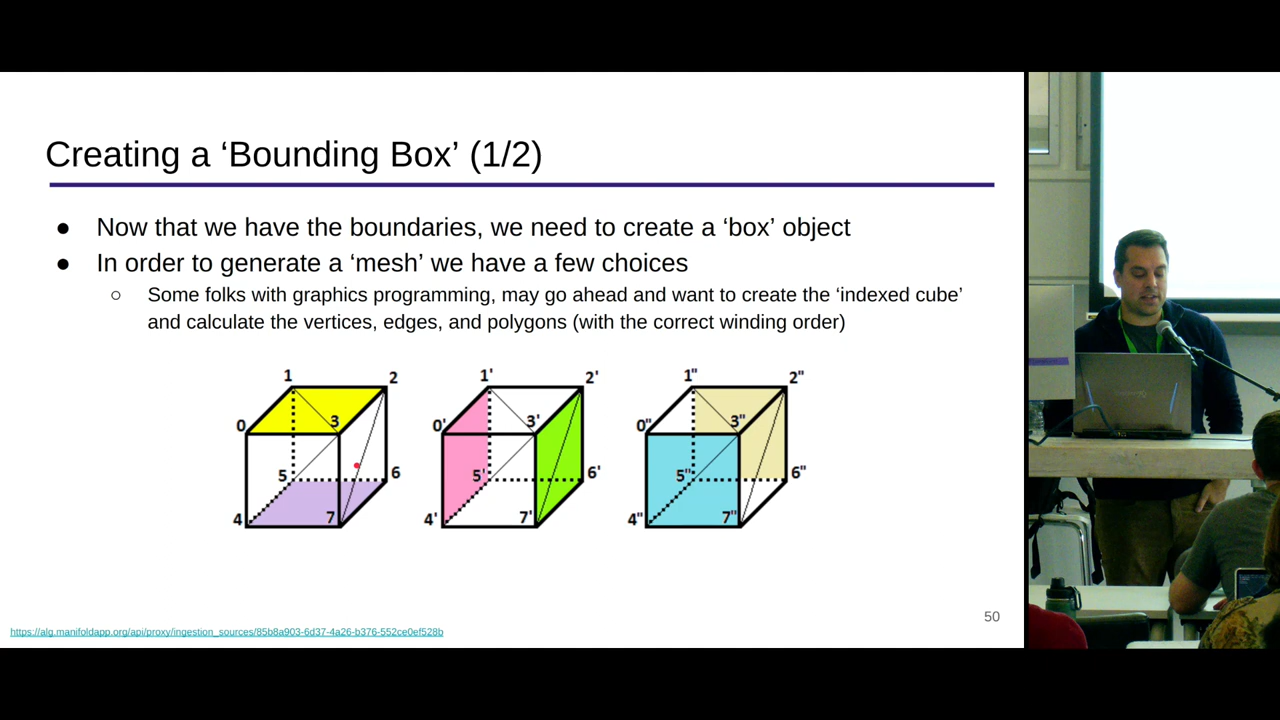 Creating a ‘Bounding Box’ (1/2)
● Now that we have the boundaries, we need to create a ‘box’ object
● In order to generate a ‘mesh’ we have a few choices
○ Some folks with graphics programming, may go ahead and want to create the ‘indexed cube’
and calculate the vertices, edges, and polygons (with the correct winding order)
1 2 1' 2' 1" 2"
0 3 0' 3' 0" 3"
5 6 5' 6' 5" 6"
4 7 4' 7' 4" 7"
50
https://alg.manifoldapp.org/api/proxy/ingestion_sources/85b8a903-6d37-4a26-b376-552ce0ef528b